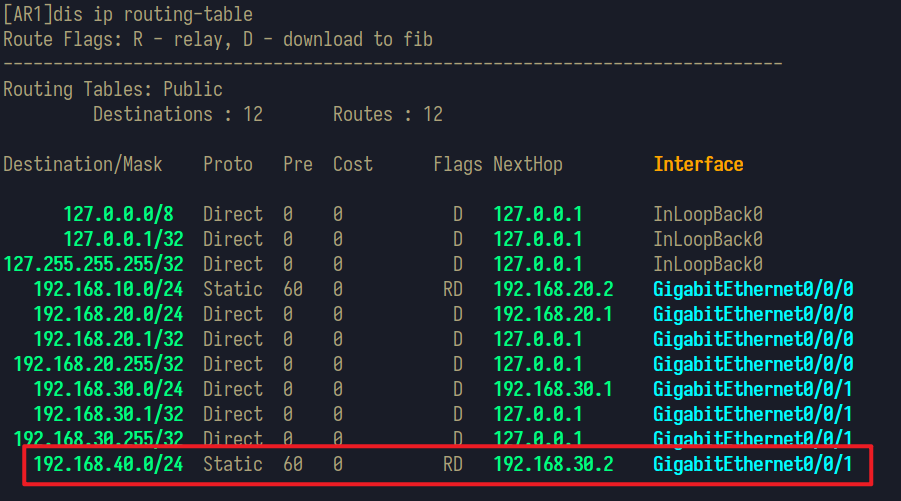 [AR1]dis ip routing-table
Route Flags: R - relay, D - download to fib
------------------------------------------------------------------------------
Routing Tables: Public
         Destinations : 12       Routes : 12

Destination/Mask    Proto   Pre  Cost      Flags NextHop         Interface

      127.0.0.0/8   Direct  0    0           D   127.0.0.1       InLoopBack0
      127.0.0.1/32  Direct  0    0           D   127.0.0.1       InLoopBack0
127.255.255.255/32  Direct  0    0           D   127.0.0.1       InLoopBack0
   192.168.10.0/24  Static  60   0          RD   192.168.20.2    GigabitEthernet0/0/0
   192.168.20.0/24  Direct  0    0           D   192.168.20.1    GigabitEthernet0/0/0
   192.168.20.1/32  Direct  0    0           D   127.0.0.1       GigabitEthernet0/0/0
 192.168.20.255/32  Direct  0    0           D   127.0.0.1       GigabitEthernet0/0/0
   192.168.30.0/24  Direct  0    0           D   192.168.30.1    GigabitEthernet0/0/1
   192.168.30.1/32  Direct  0    0           D   127.0.0.1       GigabitEthernet0/0/1
 192.168.30.255/32  Direct  0    0           D   127.0.0.1       GigabitEthernet0/0/1
   192.168.40.0/24  Static  60   0          RD   192.168.30.2    GigabitEthernet0/0/1